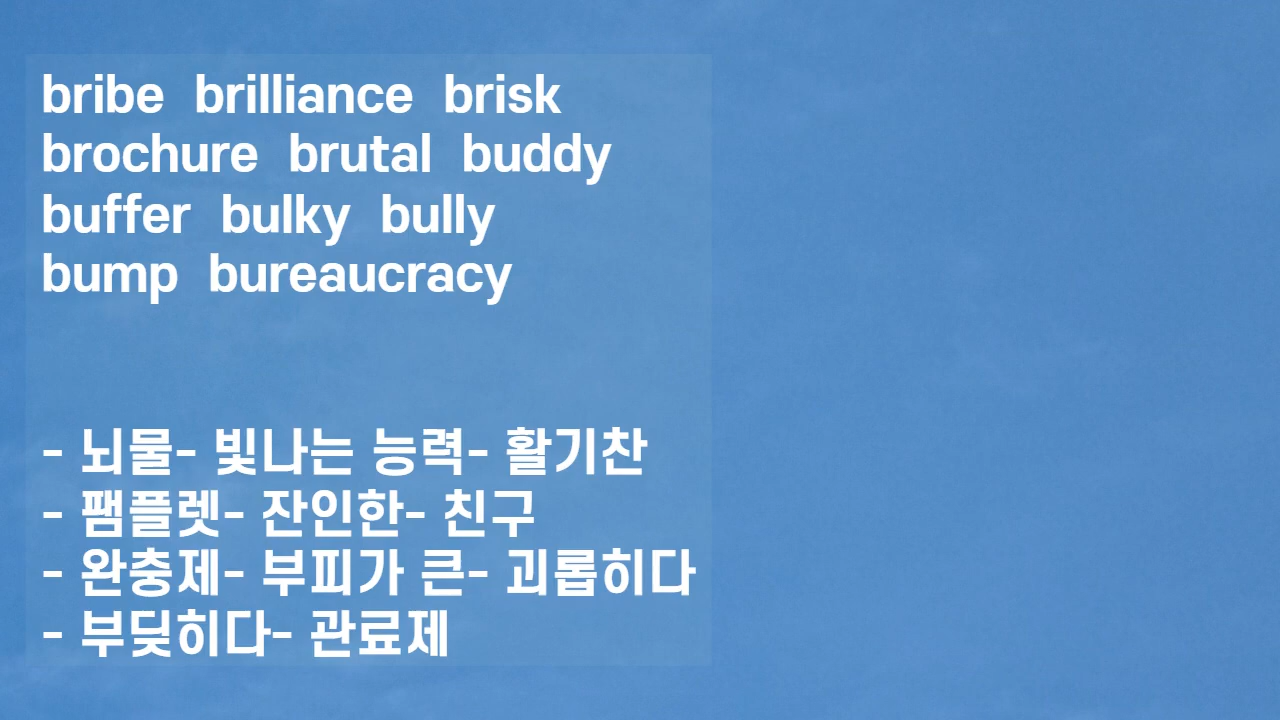 bribe brilliance brisk
brochure brutal buddy
buffer bulky bully
bump bureaucracy
- 뇌물- 빛나는 능력- 활기찬
- 팸플렛- 잔인한- 친구
- 완충제- 부피가 큰- 괴롭히다
- 부딪히다- 관료제